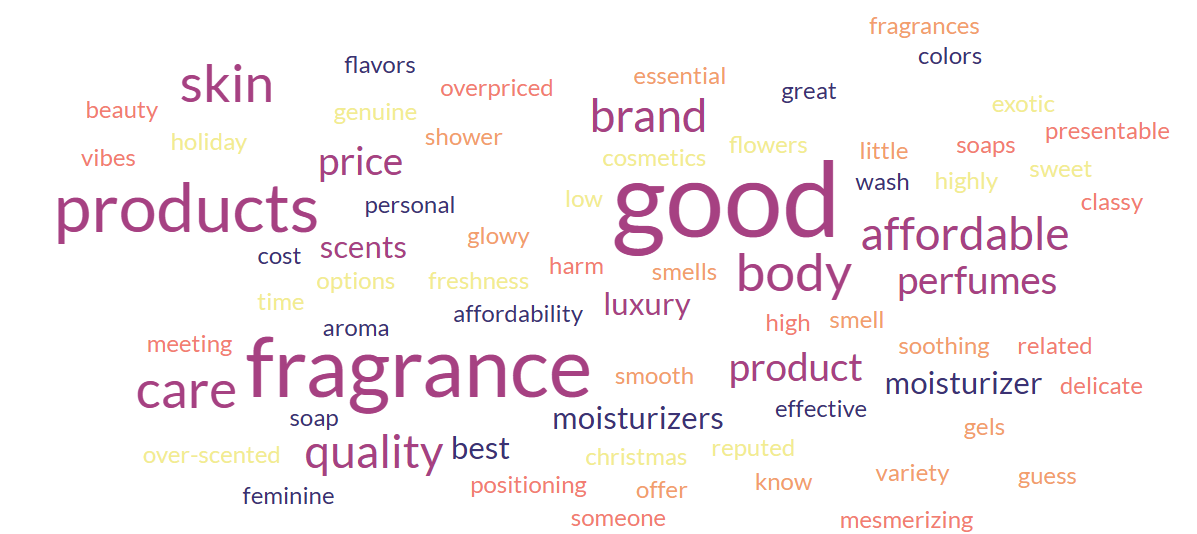 fragrances
colors
flavors
skin
essential
overpriced
great
beauty
genuine
brand
exotic
shower
presentable
holiday
flowers
soaps
little
vibes
price
cosmetics
sweet
wash
highly
low
good
classy
products
personal
affordable
glowy
scents
cost
harm
smells
body
perfumes
options
freshness
time
luxury
affordability
aroma
high
smell
meeting
soothing
related
fragrance
product
smooth
moisturizer
delicate
care
effective
soap
moisturizers
gels
quality
best
reputed
over-scented
christmas
variety
guess
know
positioning
offer
feminine
someone
mesmerizing